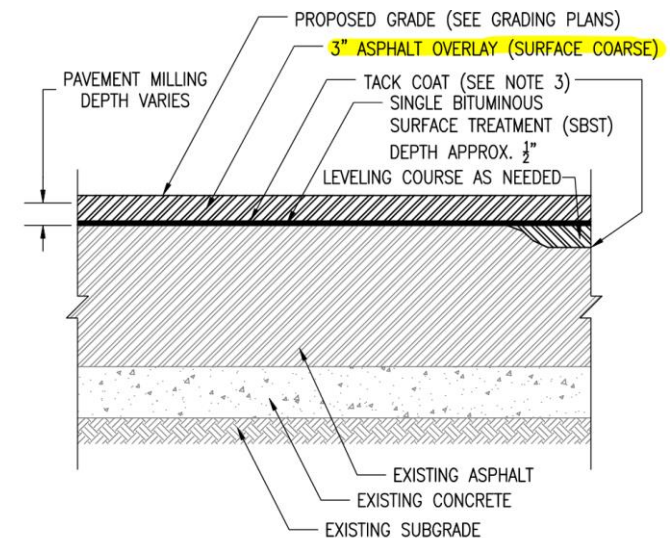 PROPOSED GRADE (SEE GRADING PLANS)
3" ASPHALT OVERLAY (SURFACE COARSE)
PAVEMENT MILLING
DEPTH VARIES
TACK COAT (SEE NOTE 3)
SINGLE BITUMINOUS
SURFACE TREATMENT (SBST)
DEPTH APPROX. ½"
LEVELING COURSE AS NEEDED
EXISTING ASPHALT
EXISTING CONCRETE
EXISTING SUBGRADE